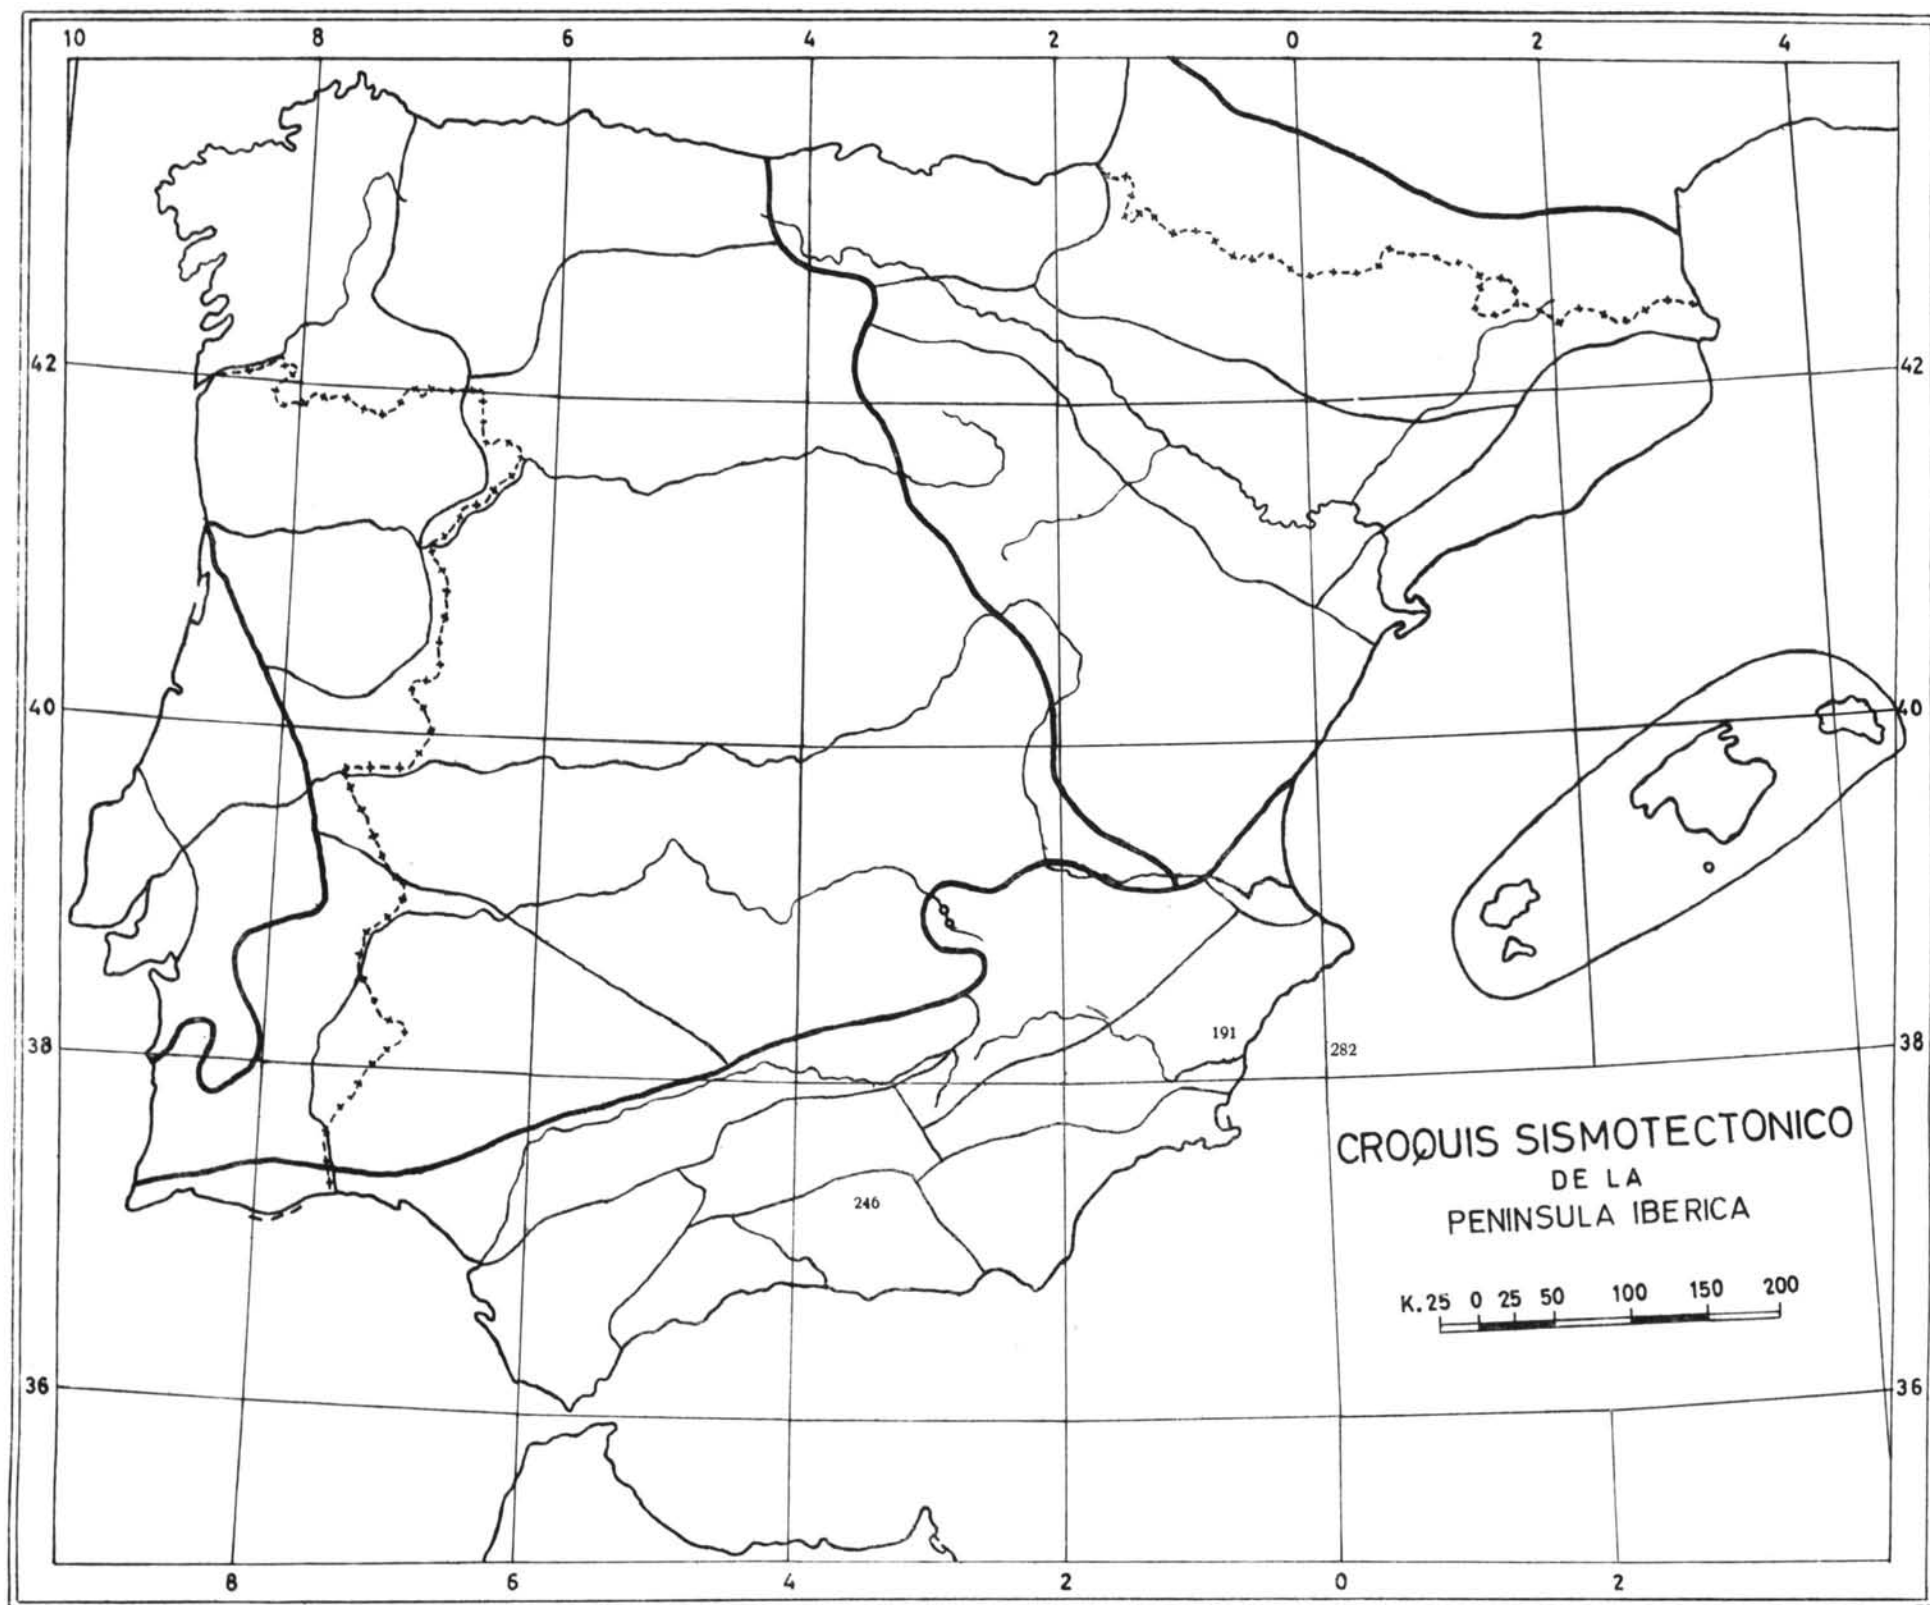 10 8 6 4 2 0 2 4
42 42
40 40
191
282
38 38
CROQUIS SISMOTECTONICO
DE LA
PENINSULA IBERICA
246
K. 25 0 25 50 100 150 200
36 36
8 6 4 2 0 2